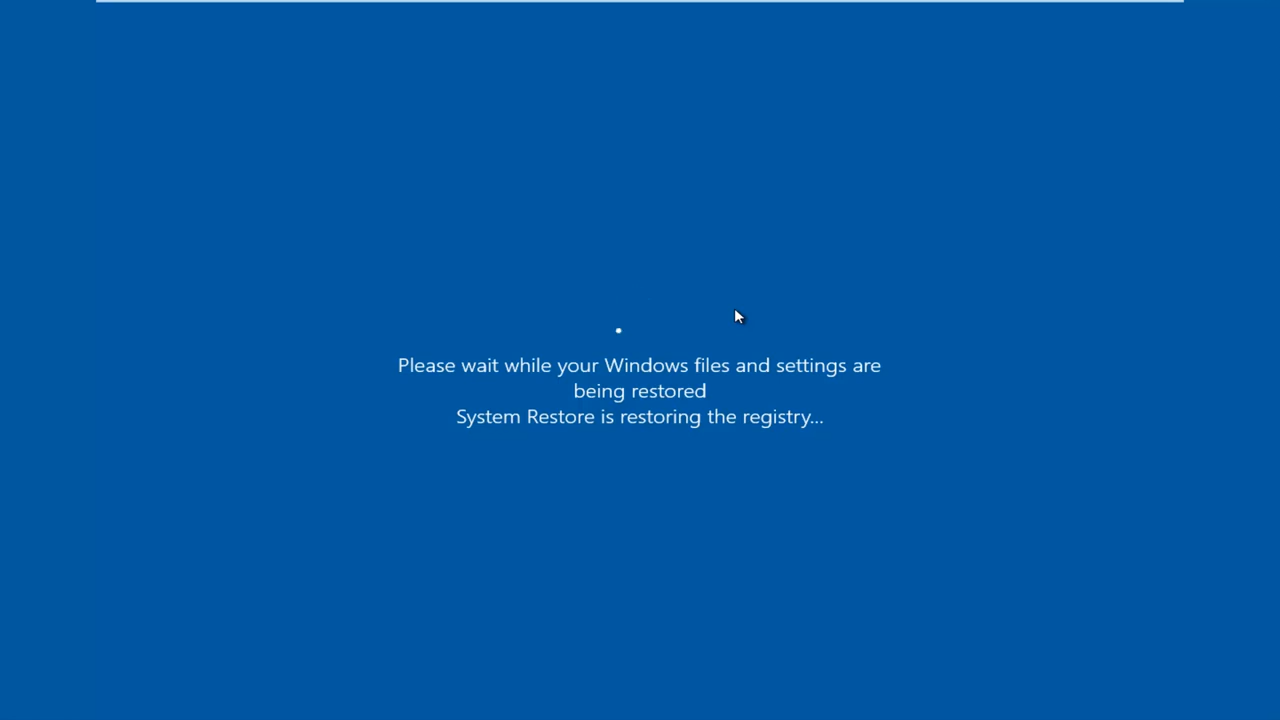 Please wait while your Windows files and settings are
being restored
System Restore is restoring the registry...